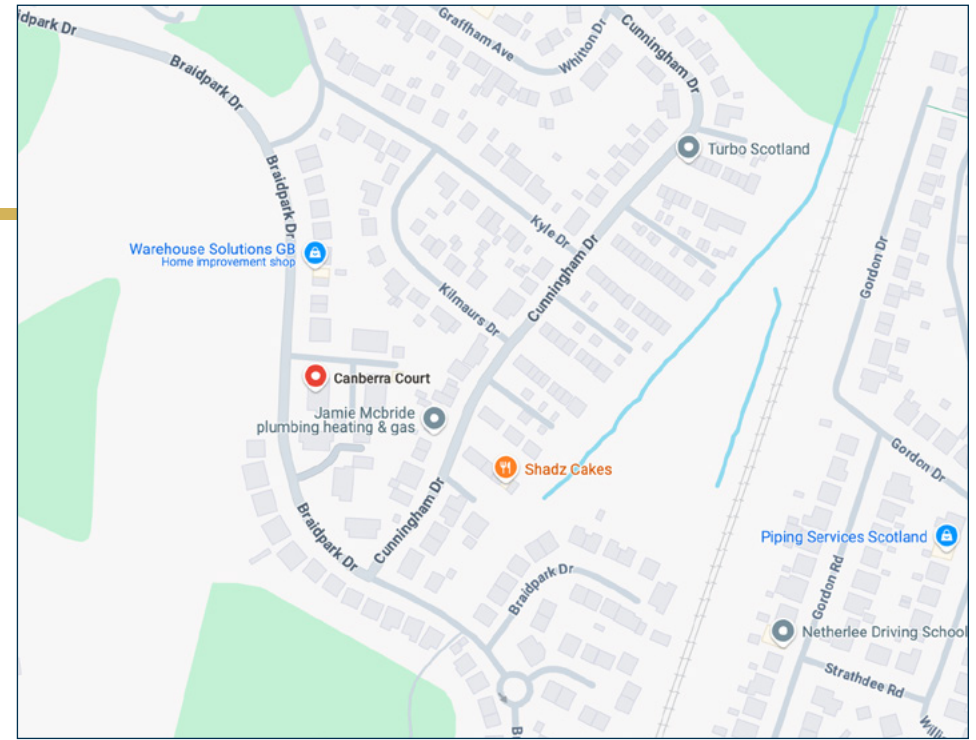 idpark Dr
Braidpark Dr
Graffham Ave
Whitton Dr
Cunningham Dr
Turbo Scotland
Braidpark Dr
Kyle Dr
Cunningham Dr
Gordon Dr
Warehouse Solutions GB
Home improvement shop
Kilmaurs Dr
Canberra Court
Jamie Mcbride
plumbing heating & gas
Shadz Cakes
Gordon Dr
Cunningham Dr
Braidpark Dr
Braidpark Dr
Piping Services Scotland
Gordon Rd
Netherlee Driving School
Strathdee Rd
Willi
B